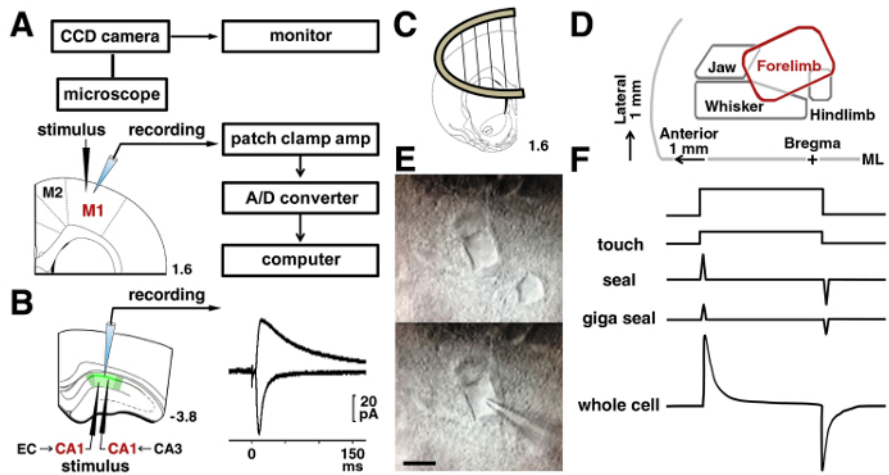 A
CCD camera
monitor
microscope
stimulus
recording
patch clamp amp
M2
M1
A/D converter
computer
1.6
B
recording
-3.8
EC → CA1
CA1 ← CA3
stimulus
20
pA
0
150
ms
C
1.6
D
Jaw
Forelimb
Whisker
Hindlimb
Lateral
1 mm
Anterior
1 mm
Bregma
+
ML
E
F
touch
seal
giga seal
whole cell